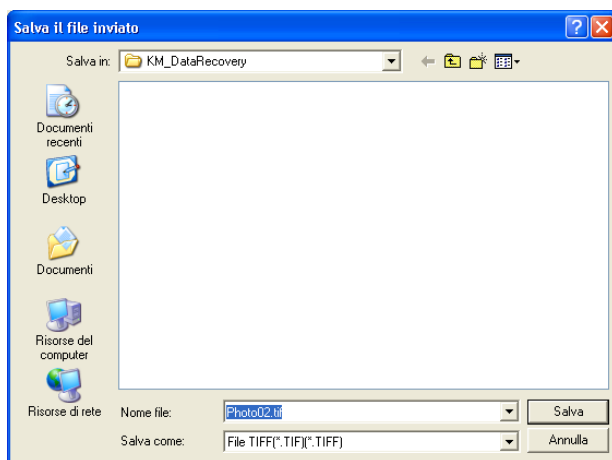 Salva il file inviato
Salva in:
KM_DataRecovery
Documenti
recenti
Desktop
Documenti
Risorse del
computer
Risorse di rete
Nome file:
Photo02.tif
Salva
Salva come:
File TIFF(*.TIF)(*.TIFF)
Annulla